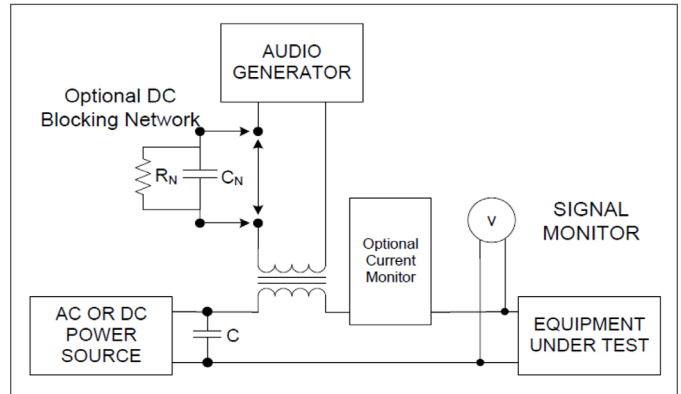 AUDIO
GENERATOR
Optional DC
Blocking Network
RN
CN
V
SIGNAL
MONITOR
Optional
Current
Monitor
AC OR DC
POWER
SOURCE
C
EQUIPMENT
UNDER TEST